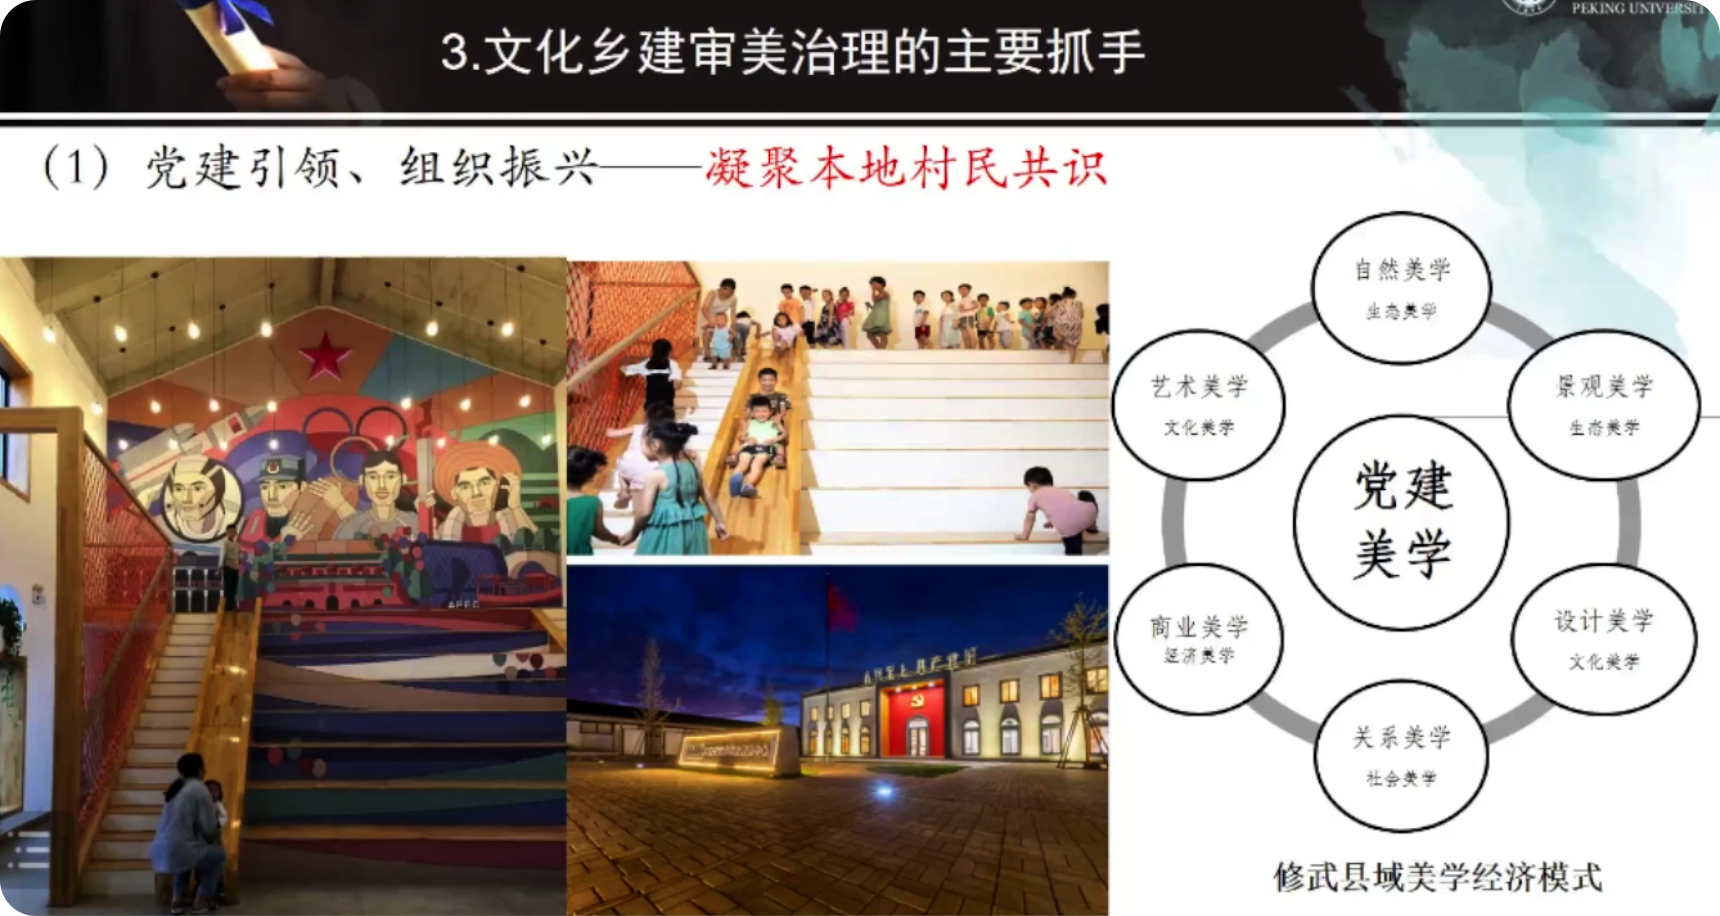 PEKING UNIVERSITY
3.文化乡建审美治理的主要抓手
（1）党建引领、组织振兴——凝聚本地村民共识
APEC
自然美学
生态美学
艺术美学
文化美学
景观美学
生态美学
党建
美学
商业美学
经济美学
设计美学
文化美学
关系美学
社会美学
修武县域美学经济模式